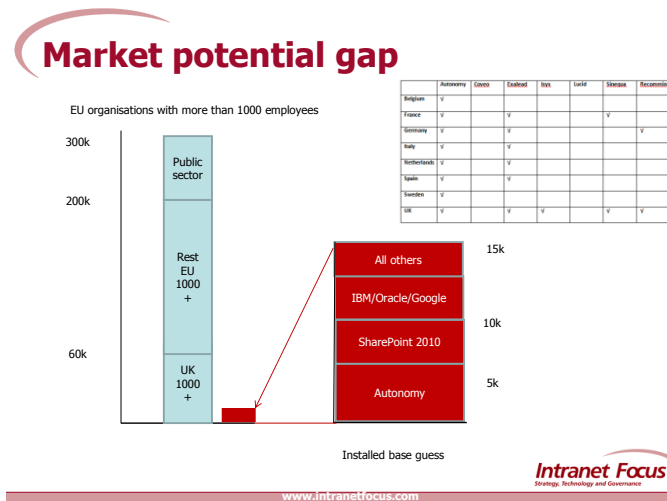 Market potential gap
EU organisations with more than 1000 employees
Autonomy Coveo Exalead Isys Lucid Sinequa Recommin
Belgium √
France √ √ √
Germany √ √ √
Italy √ √
Netherlands √ √
Spain √ √
Sweden √
UK √ √ √ √ √
300k
200k
60k
Public
sector
Rest
EU
1000
+
UK
1000
+
All others
IBM/Oracle/Google
SharePoint 2010
Autonomy
15k
10k
5k
Installed base guess
Intranet Focus
Strategy, Technology and Governance
www.intranetfocus.com